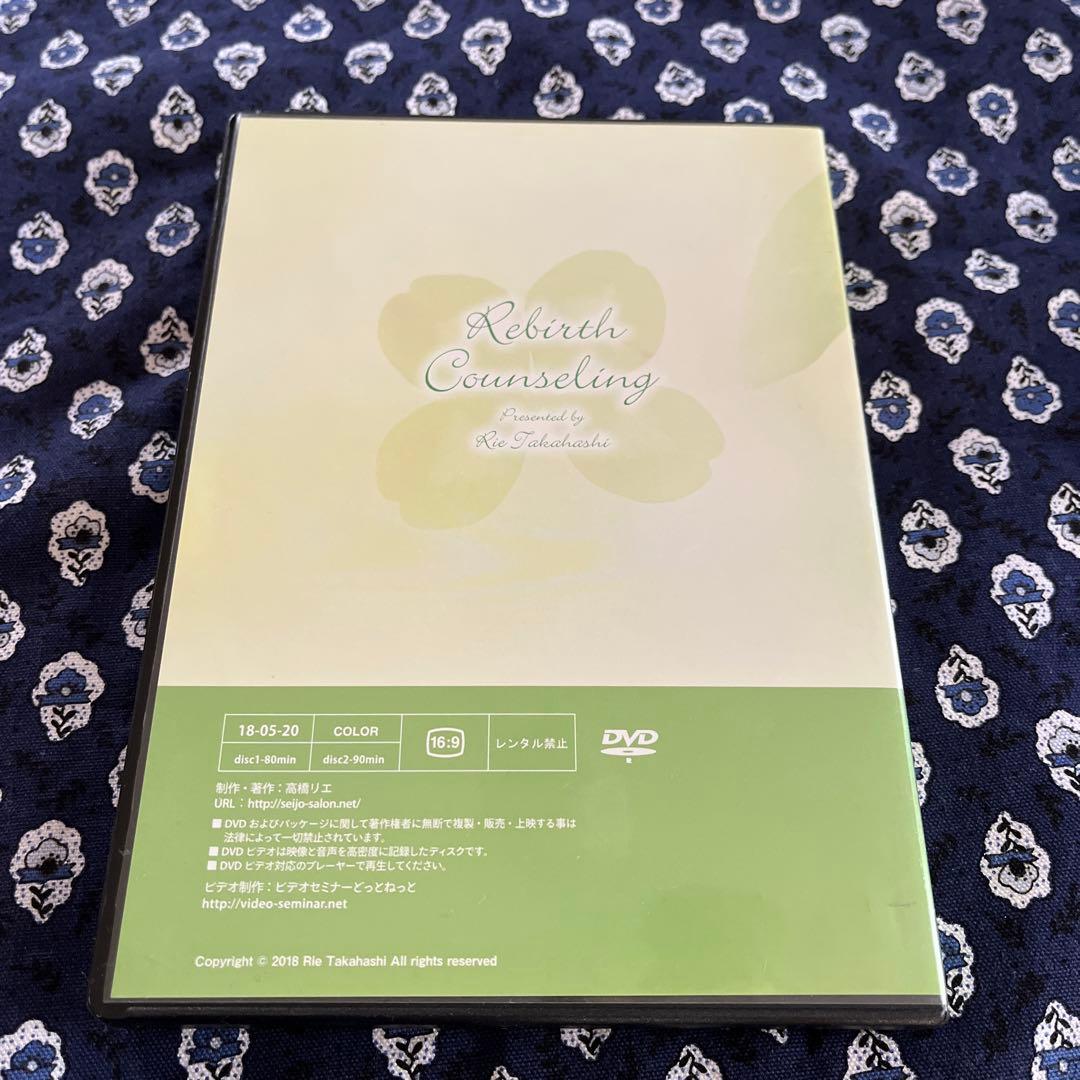 Rebirth
Counseling
Presented by
Rie Takahashi
18-05-20 COLOR 16:9 レンタル禁止 DVD
disc1-80min disc2-90min
制作・著作：高橋リエ
URL：http://seijo-salon.net/
■ DVD およびパッケージに関して著作権者に無断で複製・販売・上映する事は
法律によって一切禁止されています。
■ DVD ビデオは映像と音声を高密度に記録したディスクです。
■ DVD ビデオ対応のプレーヤーで再生してください。
ビデオ制作：ビデオセミナーどっとねっと
http://video-seminar.net
Copyright © 2018 Rie Takahashi All rights reserved